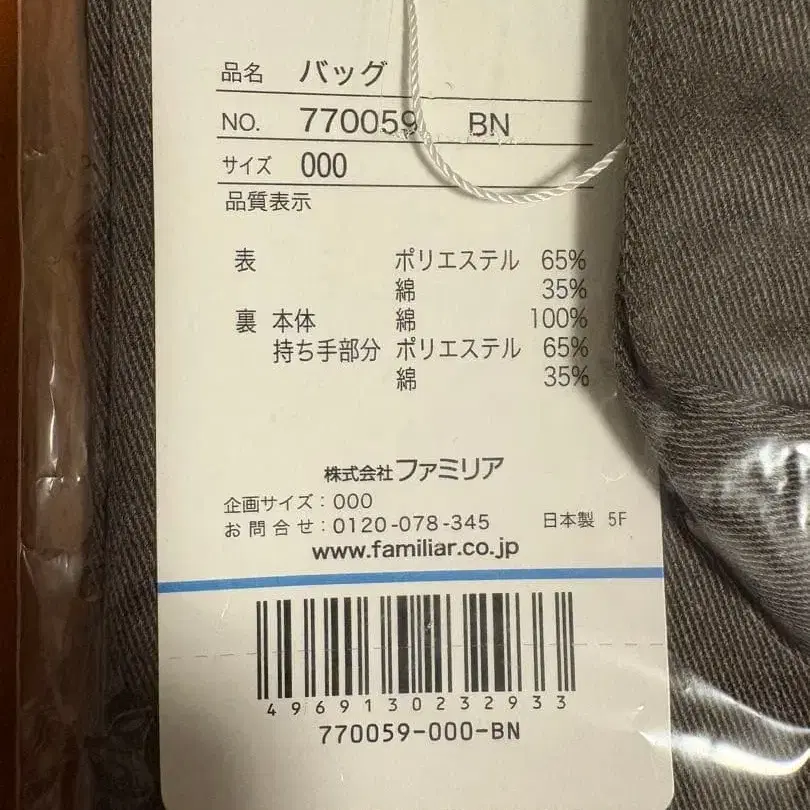 品名 バッグ
NO. 770059 BN
サイズ 000
品質表示
表 ポリエステル 65%
綿 35%
裏 本体 綿 100%
持ち手部分 ポリエステル 65%
綿 35%
株式会社ファミリア
企画サイズ：000
お問合せ：0120-078-345 日本製 5F
www.familiar.co.jp
4969130232933
770059-000-BN